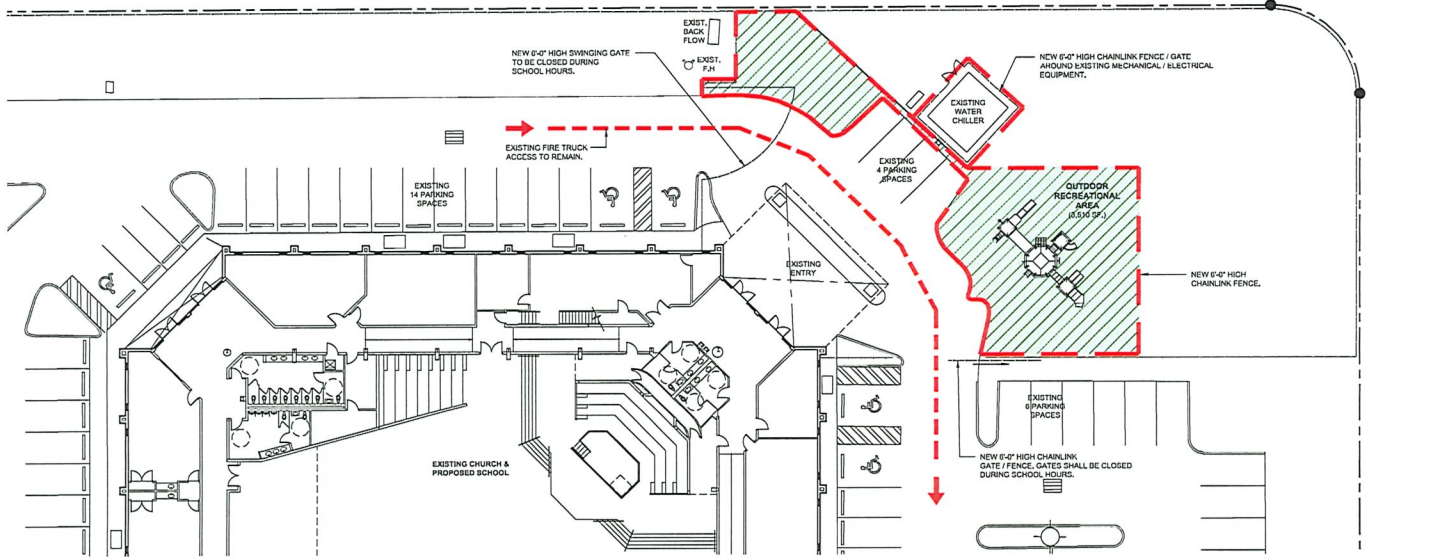 EXIST.
BACK
FLOW
EXIST.
F.H
NEW 6'-0" HIGH SWINGING GATE
TO BE CLOSED DURING
SCHOOL HOURS.
NEW 6'-0" HIGH CHAINLINK FENCE / GATE
AROUND EXISTING MECHANICAL / ELECTRICAL
EQUIPMENT.
EXISTING
WATER
CHILLER
EXISTING FIRE TRUCK
ACCESS TO REMAIN.
EXISTING
4 PARKING
SPACES
EXISTING
14 PARKING
SPACES
OUTDOOR
RECREATIONAL
AREA
EXISTING
ENTRY
NEW 6'-0" HIGH
CHAINLINK FENCE.
EXISTING
PARKING
SPACES
EXISTING CHURCH &
PROPOSED SCHOOL
NEW 6'-0" HIGH CHAINLINK
GATE / FENCE, GATES SHALL BE CLOSED
DURING SCHOOL HOURS.